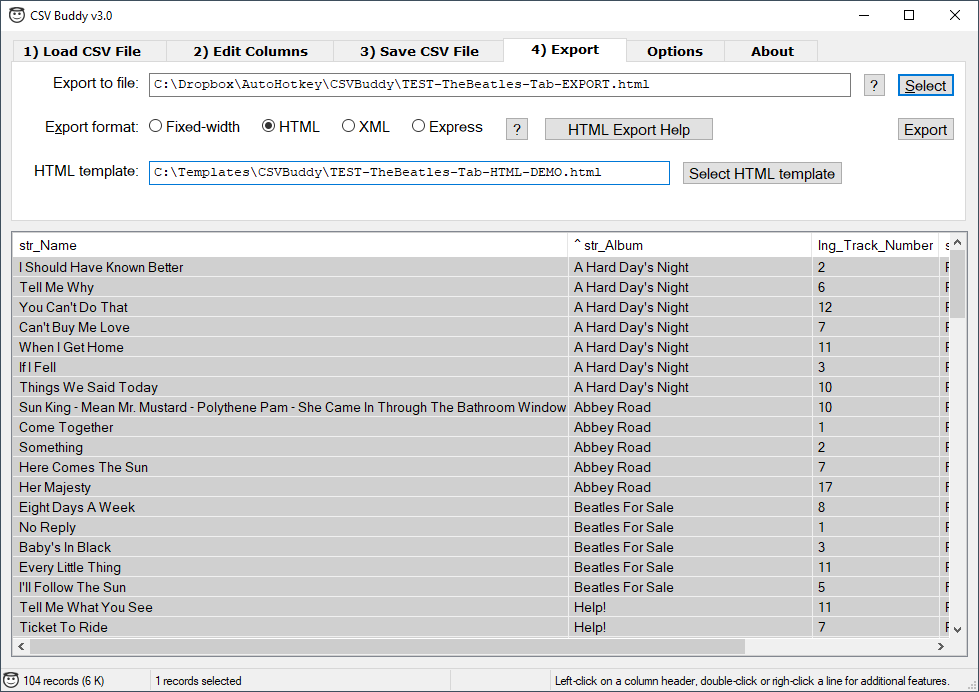 CSV Buddy v3.0
1) Load CSV File 2) Edit Columns 3) Save CSV File 4) Export Options About
Export to file: C:\Dropbox\AutoHotkey\CSVBuddy\TEST-TheBeatles-Tab-EXPORT.html ? Select
Export format: Fixed-width HTML XML Express ? HTML Export Help Export
HTML template: C:\Templates\CSVBuddy\TEST-TheBeatles-Tab-HTML-DEMO.html Select HTML template
str_Name ^ str_Album lng_Track_Number s
I Should Have Known Better A Hard Day's Night 2
Tell Me Why A Hard Day's Night 6
You Can't Do That A Hard Day's Night 12
Can't Buy Me Love A Hard Day's Night 7
When I Get Home A Hard Day's Night 11
If I Fell A Hard Day's Night 3
Things We Said Today A Hard Day's Night 10
Sun King - Mean Mr. Mustard - Polythene Pam - She Came In Through The Bathroom Window Abbey Road 10
Come Together Abbey Road 1
Something Abbey Road 2
Here Comes The Sun Abbey Road 7
Her Majesty Abbey Road 17
Eight Days A Week Beatles For Sale 8
No Reply Beatles For Sale 1
Baby's In Black Beatles For Sale 3
Every Little Thing Beatles For Sale 11
I'll Follow The Sun Beatles For Sale 5
Tell Me What You See Help! 11
Ticket To Ride Help! 7
104 records (6 K) 1 records selected Left-click on a column header, double-click or righ-click a line for additional features.